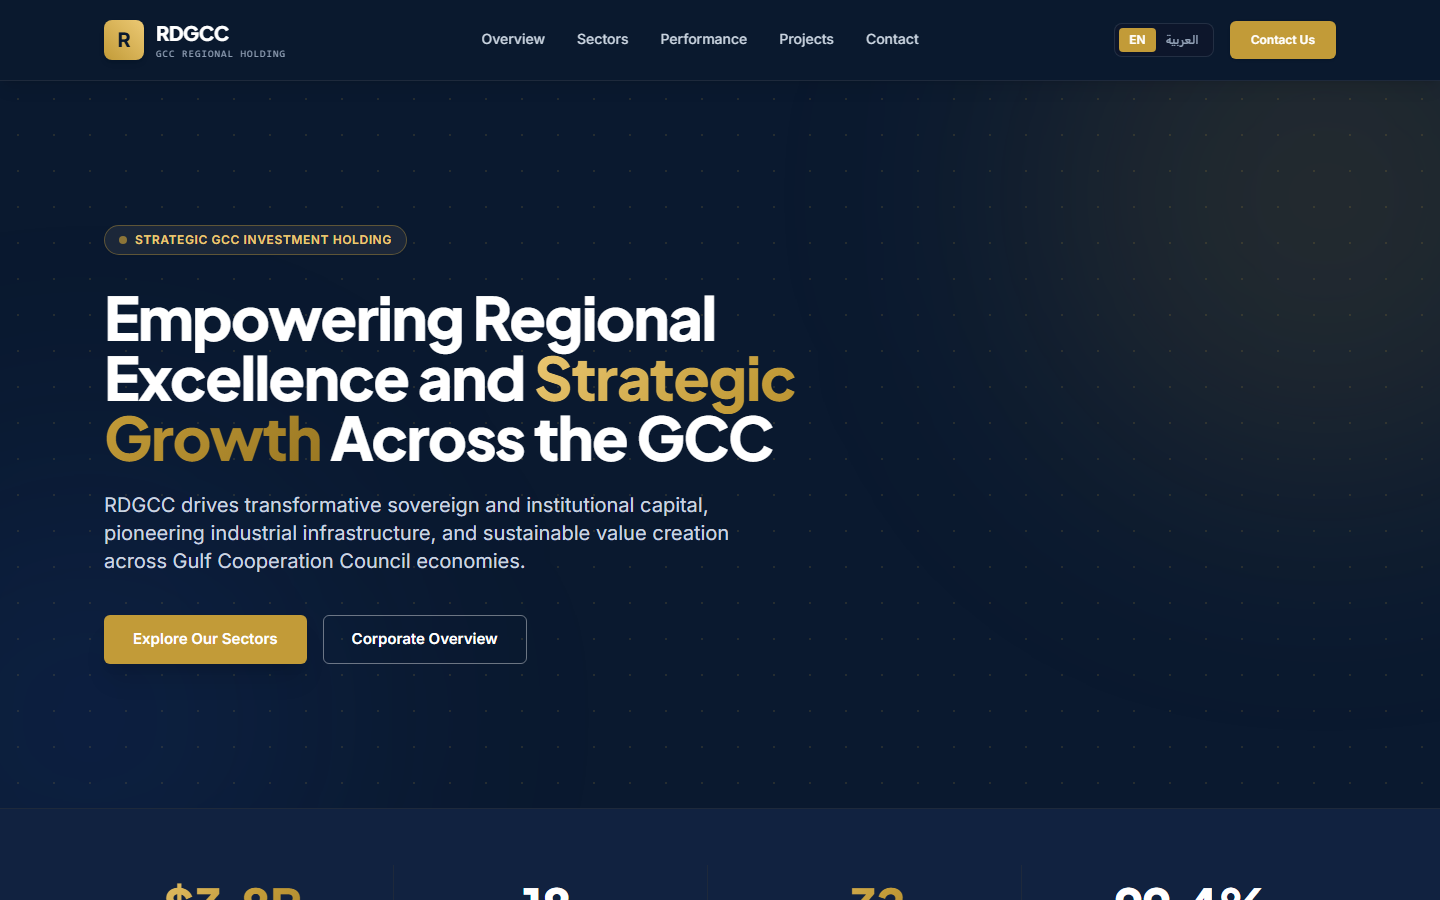 R
RDGCC
GCC REGIONAL HOLDING
Overview
Sectors
Performance
Projects
Contact
EN
العربية
Contact Us
STRATEGIC GCC INVESTMENT HOLDING
Empowering Regional
Excellence and Strategic
Growth Across the GCC
RDGCC drives transformative sovereign and institutional capital,
pioneering industrial infrastructure, and sustainable value creation
across Gulf Cooperation Council economies.
Explore Our Sectors
Corporate Overview